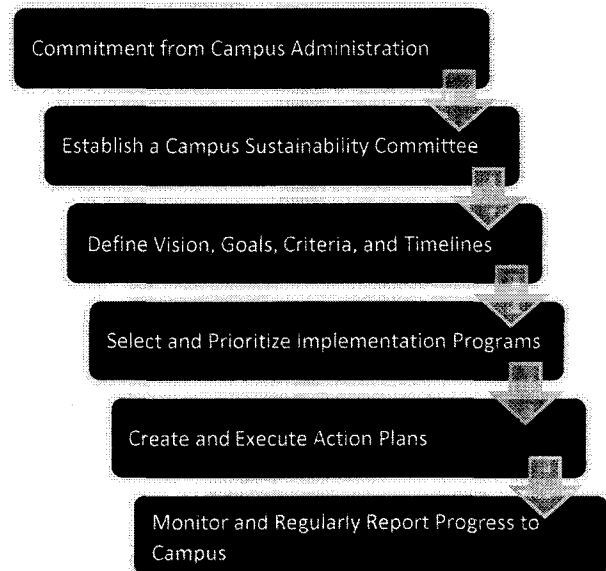 Commitment from Campus Administration
Establish a Campus Sustainability Committee
Define Vision, Goals, Criteria, and Timelines
Select and Prioritize Implementation Programs
Create and Execute Action Plans
Monitor and Regularly Report Progress to
Campus